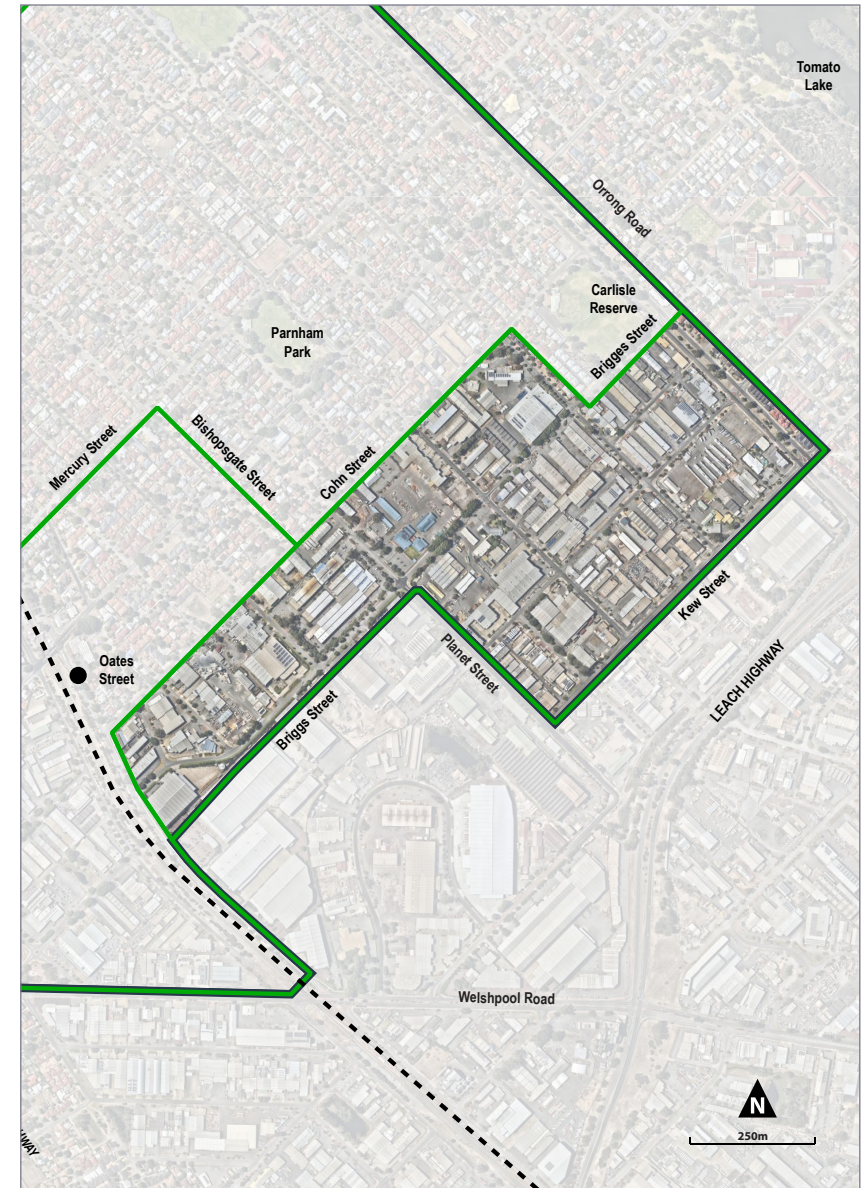 Tomato
Lake
Orrong Road
Carlisle
Reserve
Parnham
Park
Brigges Street
Mercury Street
Bishopsgate Street
Cohn Street
Kew Street
Oates
Street
Planet Street
LEACH HIGHWAY
Briggs Street
Welshpool Road
N
250m
HWAY